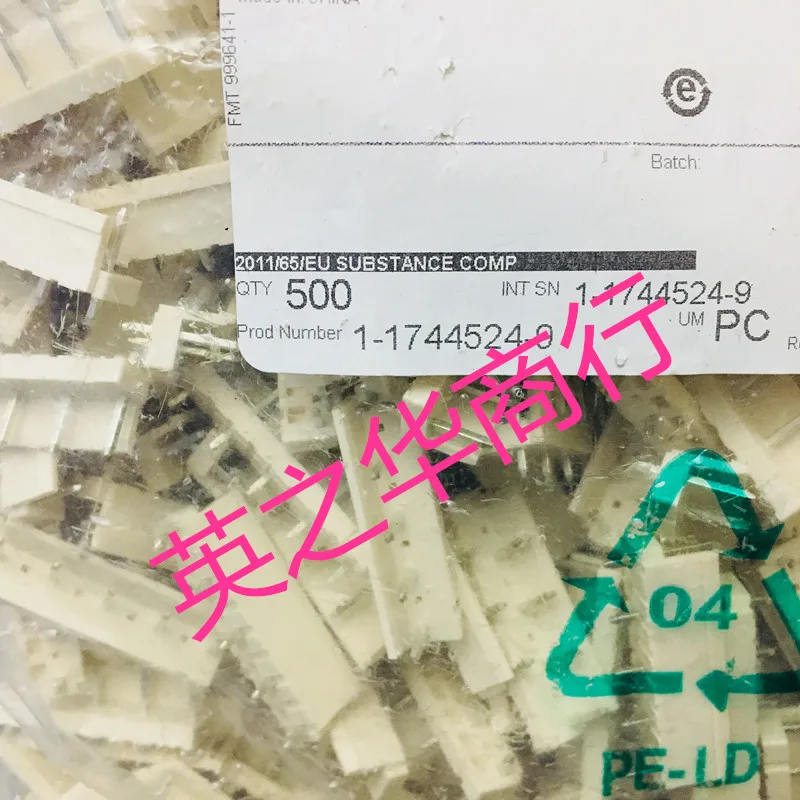 FMT 999641-1
Batch:
2011/65/EU SUBSTANCE COMP
QTY 500 INT SN 1-1744524-9
Prod Number 1-1744524-9 UM PC
英之华商行
04
PE-LD